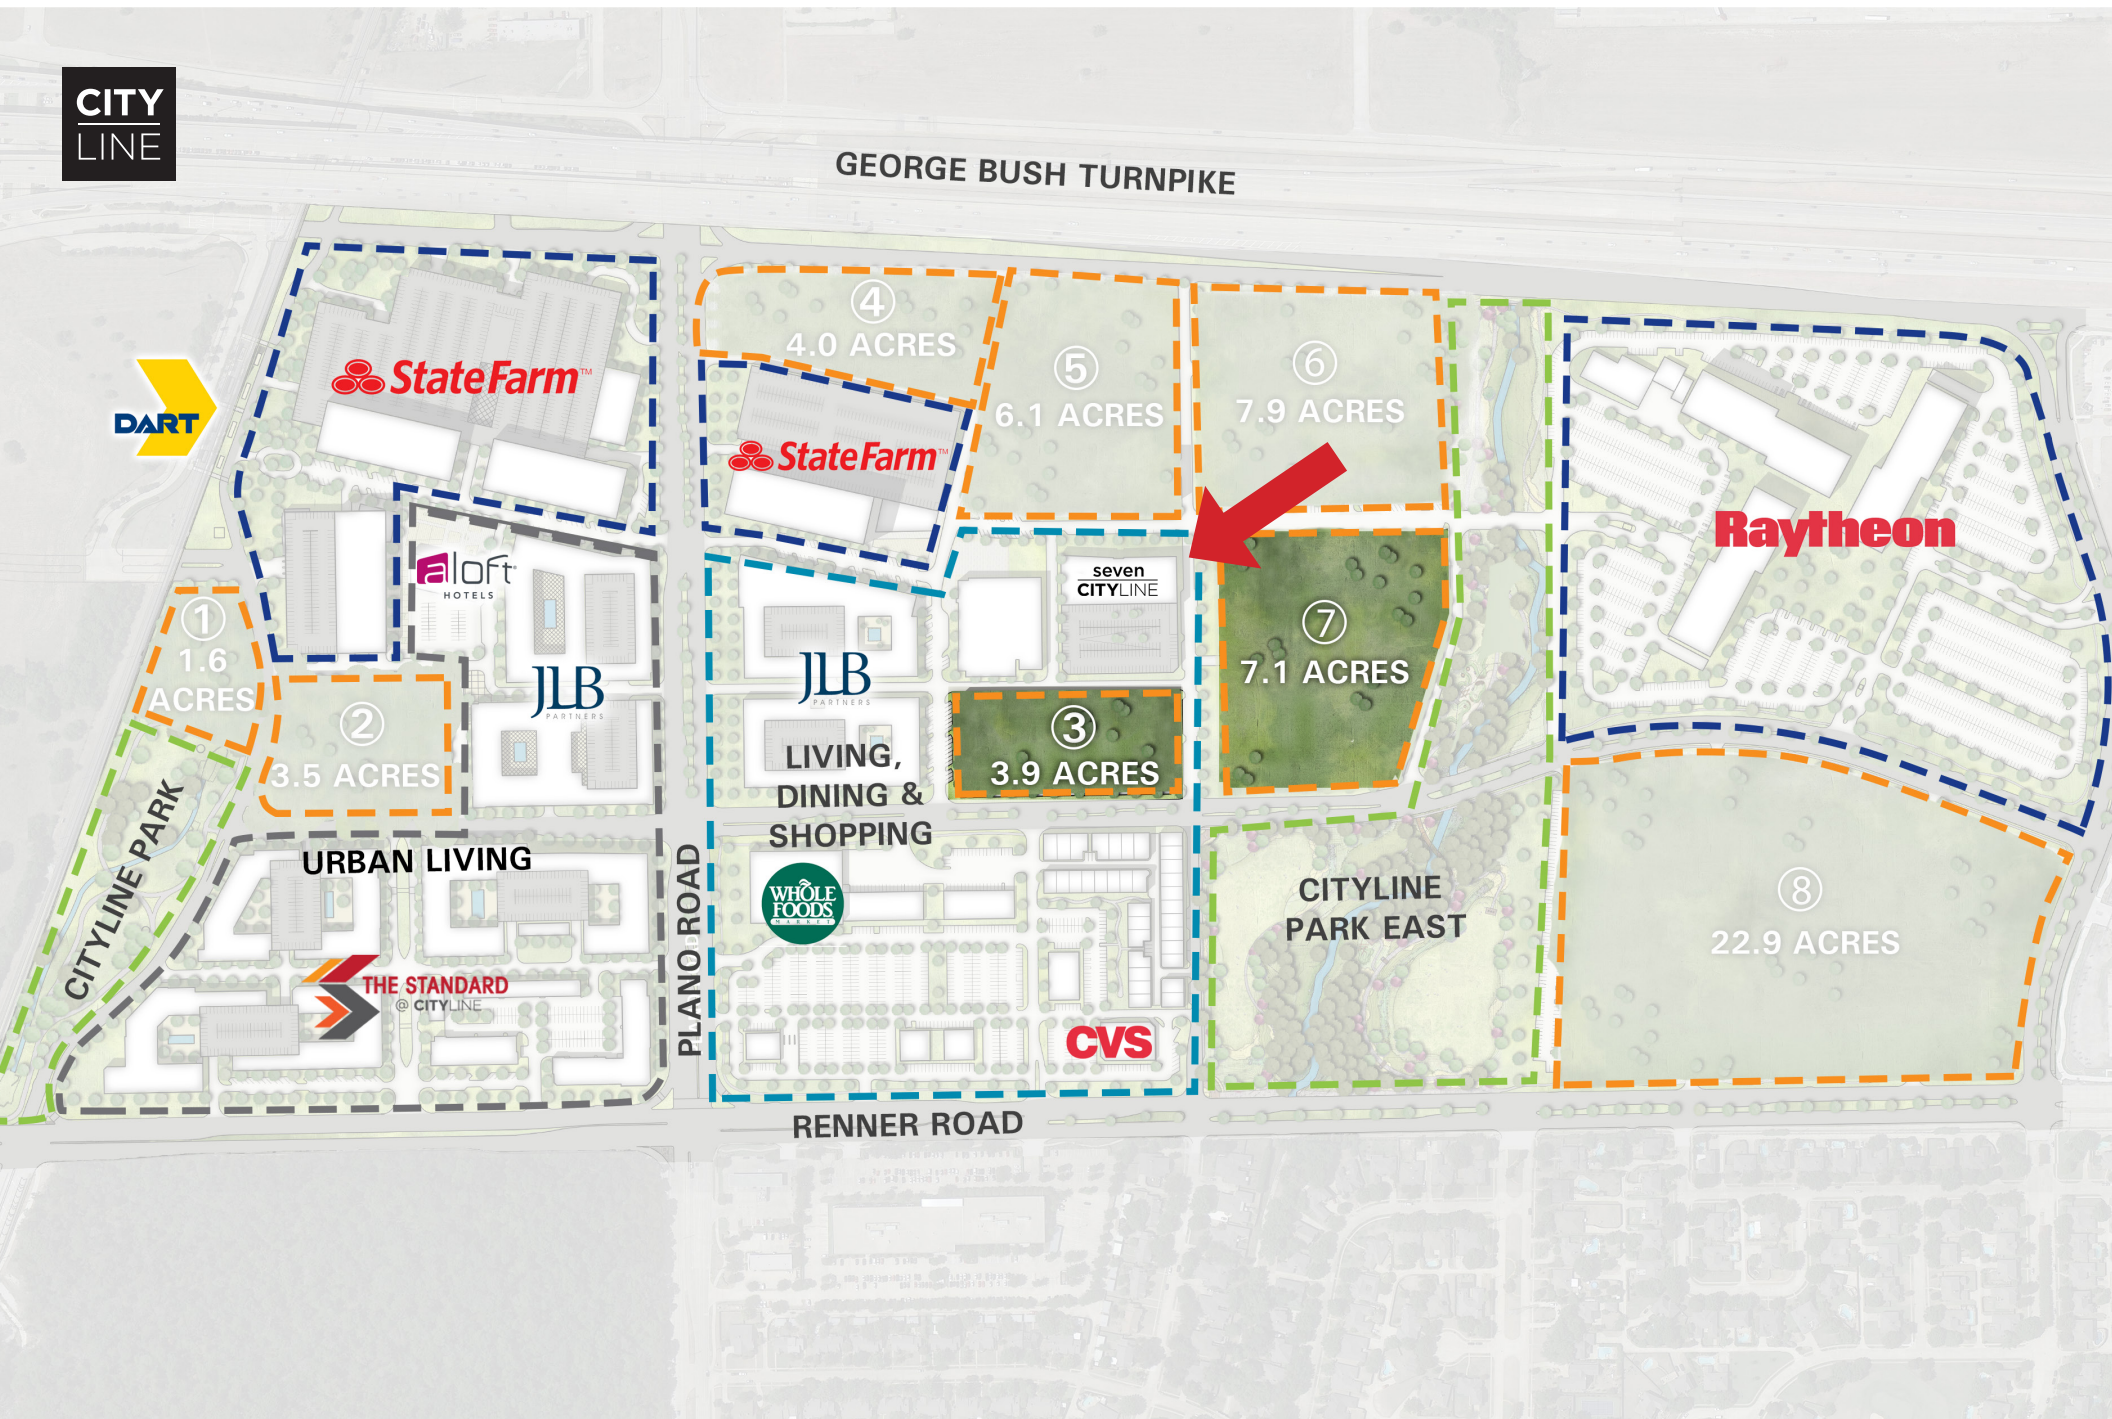 CITY
LINE
GEORGE BUSH TURNPIKE
④
4.0 ACRES
⑤
6.1 ACRES
⑥
7.9 ACRES
StateFarm™
DART
StateFarm™
Raytheon
aloft
HOTELS
seven
CITYLINE
①
1.6
ACRES
⑦
7.1 ACRES
JLB
PARTNERS
JLB
PARTNERS
②
3.5 ACRES
③
3.9 ACRES
LIVING,
DINING &
SHOPPING
CITYLINE PARK
URBAN LIVING
PLANO ROAD
WHOLE
FOODS
MARKET
CITYLINE
PARK EAST
⑧
22.9 ACRES
THE STANDARD
@ CITYLINE
CVS
RENNER ROAD